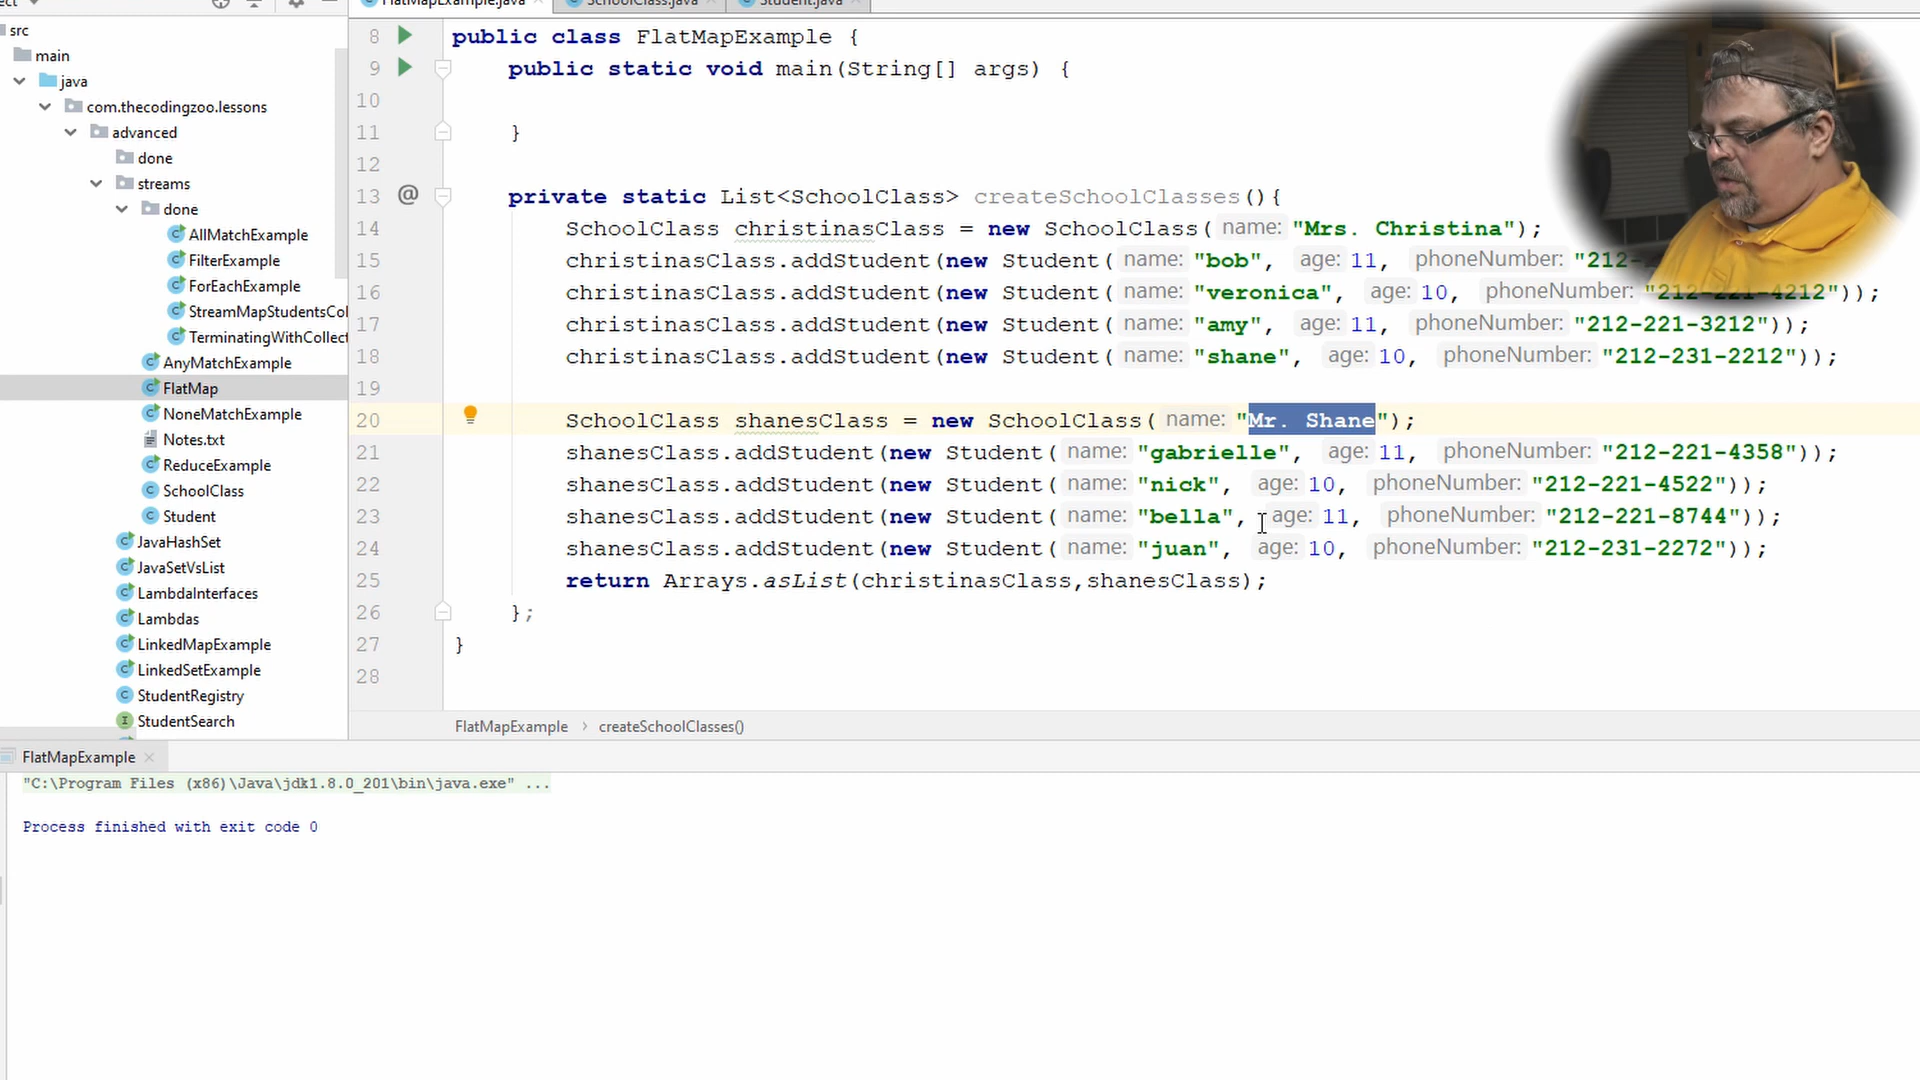 FlatMapExample.java SchoolClass.java Student.java
src
main
java
com.thecodingzoo.lessons
advanced
done
streams
done
AllMatchExample
FilterExample
ForEachExample
StreamMapStudentsCol
TerminatingWithCollect
AnyMatchExample
FlatMap
NoneMatchExample
Notes.txt
ReduceExample
SchoolClass
Student
JavaHashSet
JavaSetVsList
LambdaInterfaces
Lambdas
LinkedMapExample
LinkedSetExample
StudentRegistry
StudentSearch
8 public class FlatMapExample {
9 public static void main(String[] args) {
10
11 }
12
13 @ private static List<SchoolClass> createSchoolClasses(){
14 SchoolClass christinasClass = new SchoolClass( name: "Mrs. Christina");
15 christinasClass.addStudent(new Student( name: "bob", age: 11, phoneNumber: "212-
16 christinasClass.addStudent(new Student( name: "veronica", age: 10, phoneNumber: "212-221-4212"));
17 christinasClass.addStudent(new Student( name: "amy", age: 11, phoneNumber: "212-221-3212"));
18 christinasClass.addStudent(new Student( name: "shane", age: 10, phoneNumber: "212-231-2212"));
19
20 SchoolClass shanesClass = new SchoolClass( name: "Mr. Shane");
21 shanesClass.addStudent(new Student( name: "gabrielle", age: 11, phoneNumber: "212-221-4358"));
22 shanesClass.addStudent(new Student( name: "nick", age: 10, phoneNumber: "212-221-4522"));
23 shanesClass.addStudent(new Student( name: "bella", age: 11, phoneNumber: "212-221-8744"));
24 shanesClass.addStudent(new Student( name: "juan", age: 10, phoneNumber: "212-231-2272"));
25 return Arrays.asList(christinasClass,shanesClass);
26 };
27 }
28
FlatMapExample › createSchoolClasses()
FlatMapExample
"C:\Program Files (x86)\Java\jdk1.8.0_201\bin\java.exe" ...
Process finished with exit code 0